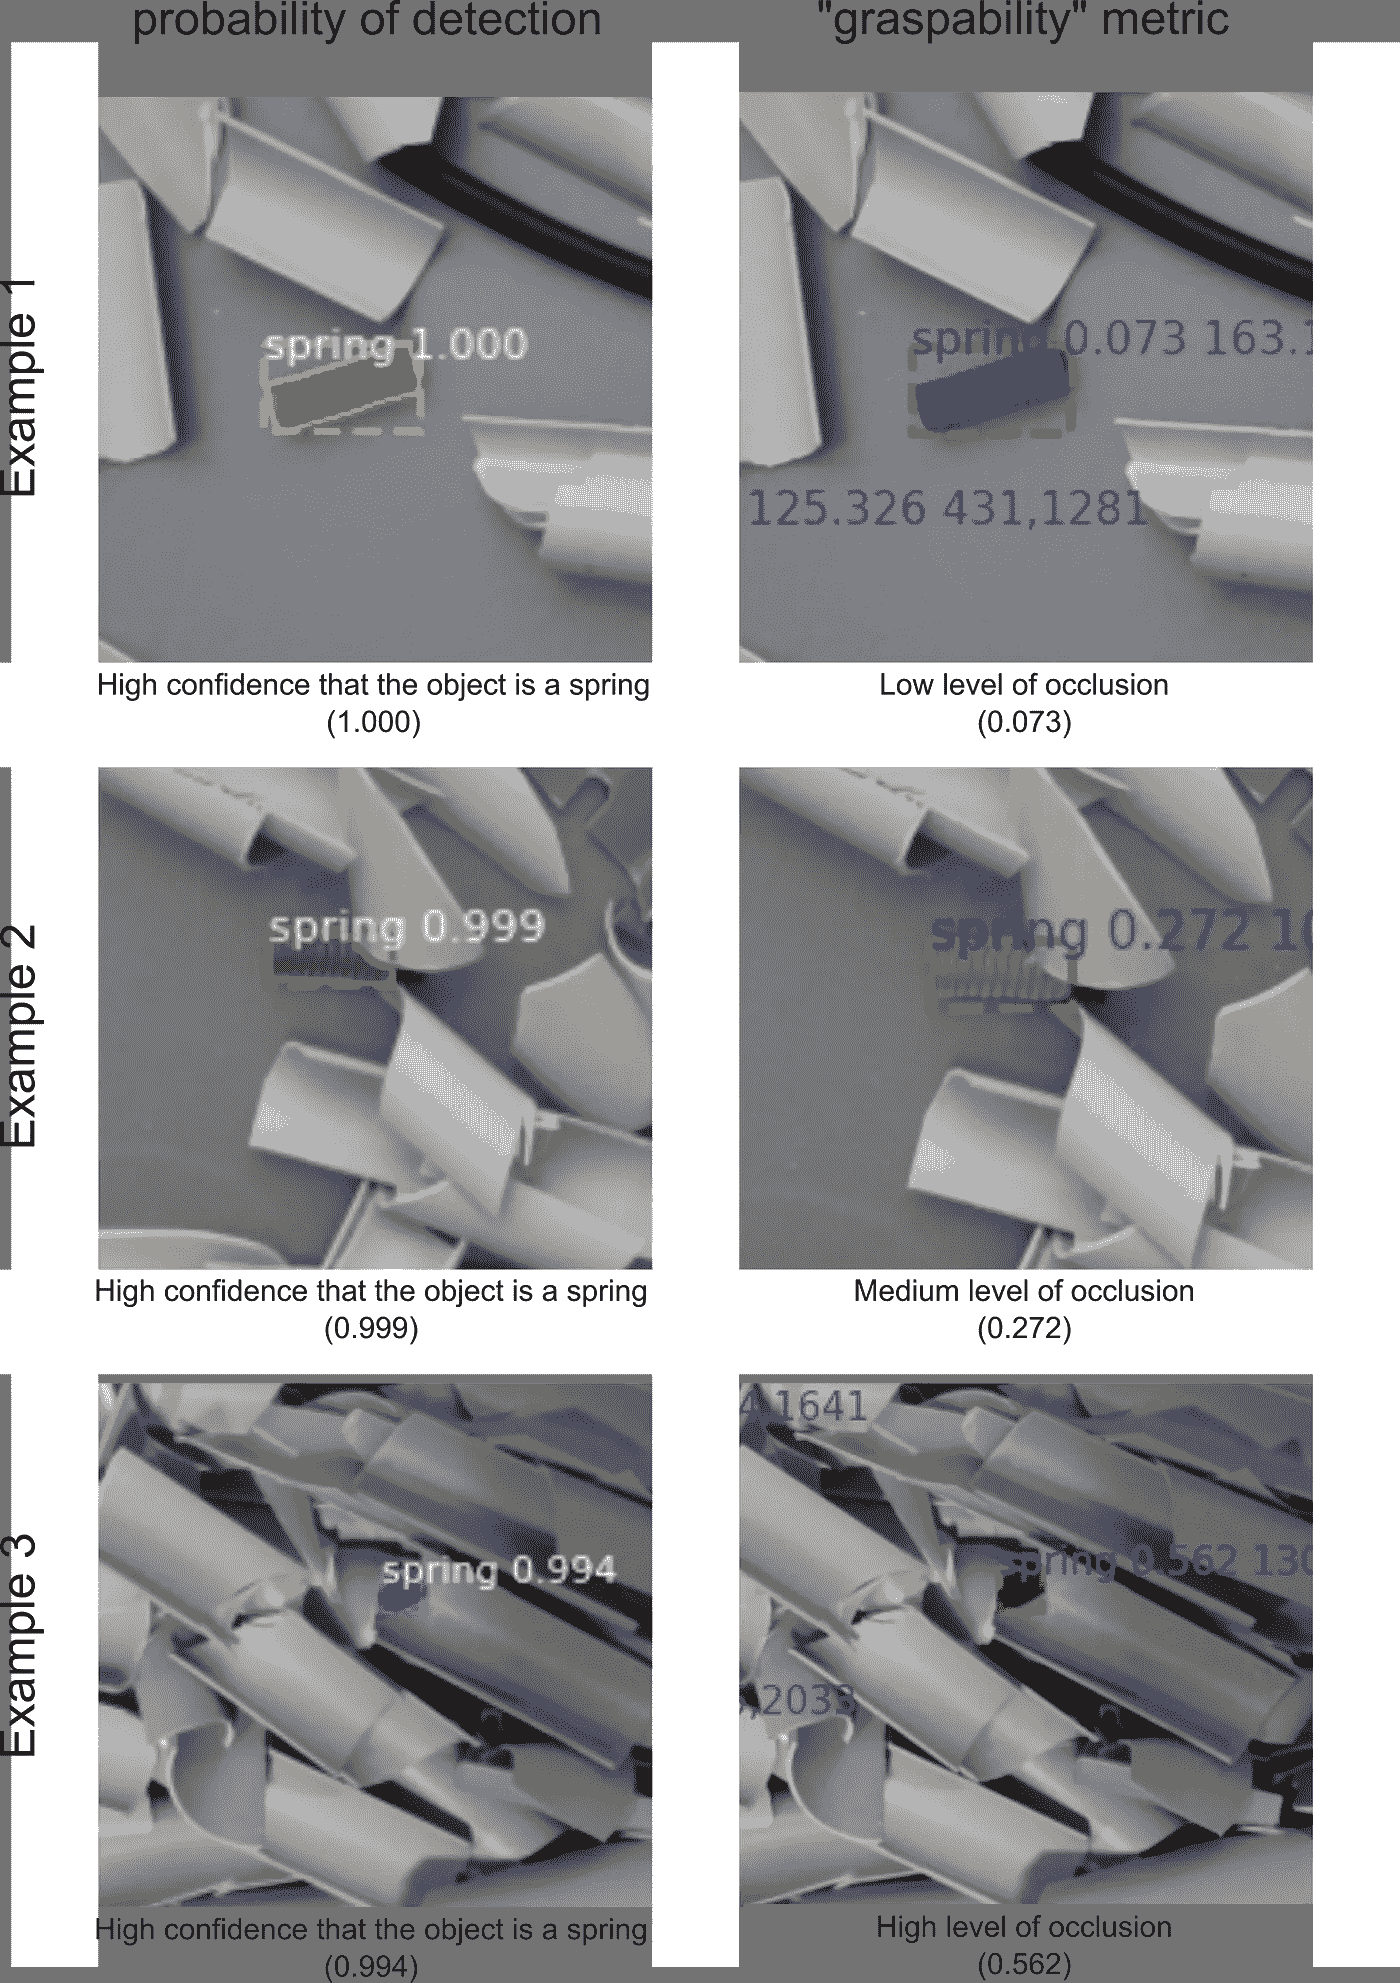 probability of detection
"graspability" metric
Example 1
spring 1.000
spring 0.073 163.1
125.326 431,1281
High confidence that the object is a spring
(1.000)
Low level of occlusion
(0.073)
Example 2
spring 0.999
spring 0.272 10
High confidence that the object is a spring
(0.999)
Medium level of occlusion
(0.272)
Example 3
spring 0.994
1641
spring 0.562 130
,2033
High confidence that the object is a spring
(0.994)
High level of occlusion
(0.562)